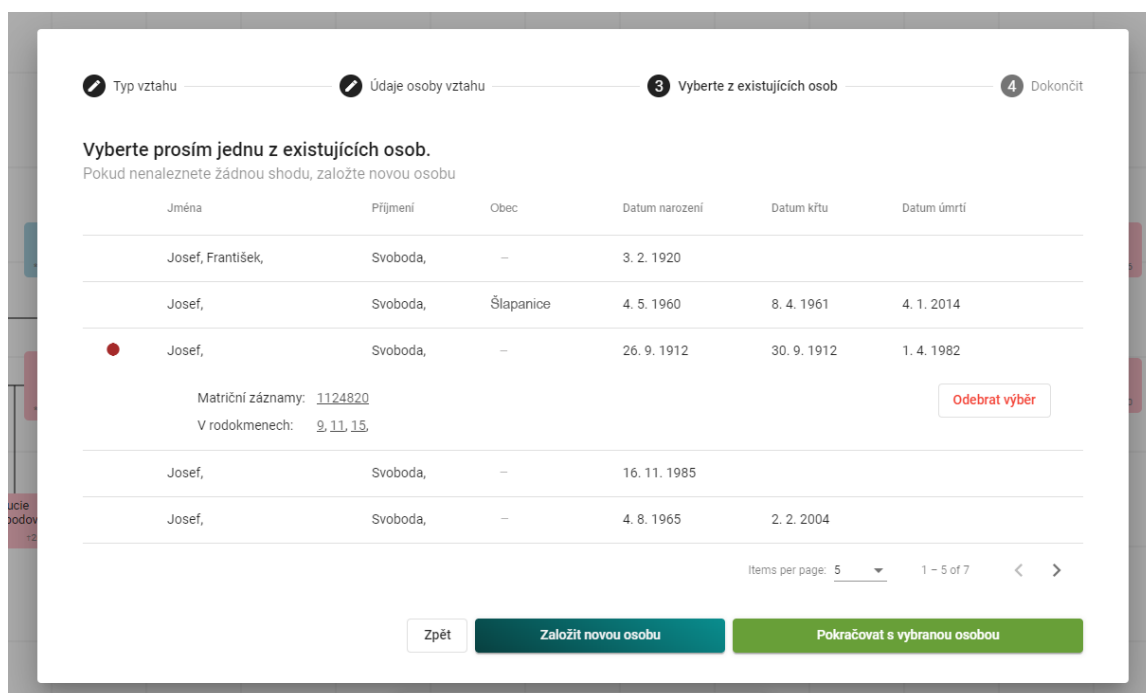 Typ vztahu Údaje osoby vztahu 3 Vyberte z existujících osob 4 Dokončit
Vyberte prosím jednu z existujících osob.
Pokud nenaleznete žádnou shodu, založte novou osobu
Jména Příjmení Obec Datum narození Datum křtu Datum úmrtí
Josef, František, Svoboda, – 3. 2. 1920
Josef, Svoboda, Šlapanice 4. 5. 1960 8. 4. 1961 4. 1. 2014
Josef, Svoboda, – 26. 9. 1912 30. 9. 1912 1. 4. 1982
Matriční záznamy: 1124820 Odebrat výběr
V rodokmenech: 9, 11, 15,
Josef, Svoboda, – 16. 11. 1985
Josef, Svoboda, – 4. 8. 1965 2. 2. 2004
Items per page: 5 1 – 5 of 7
Zpět Založit novou osobu Pokračovat s vybranou osobou